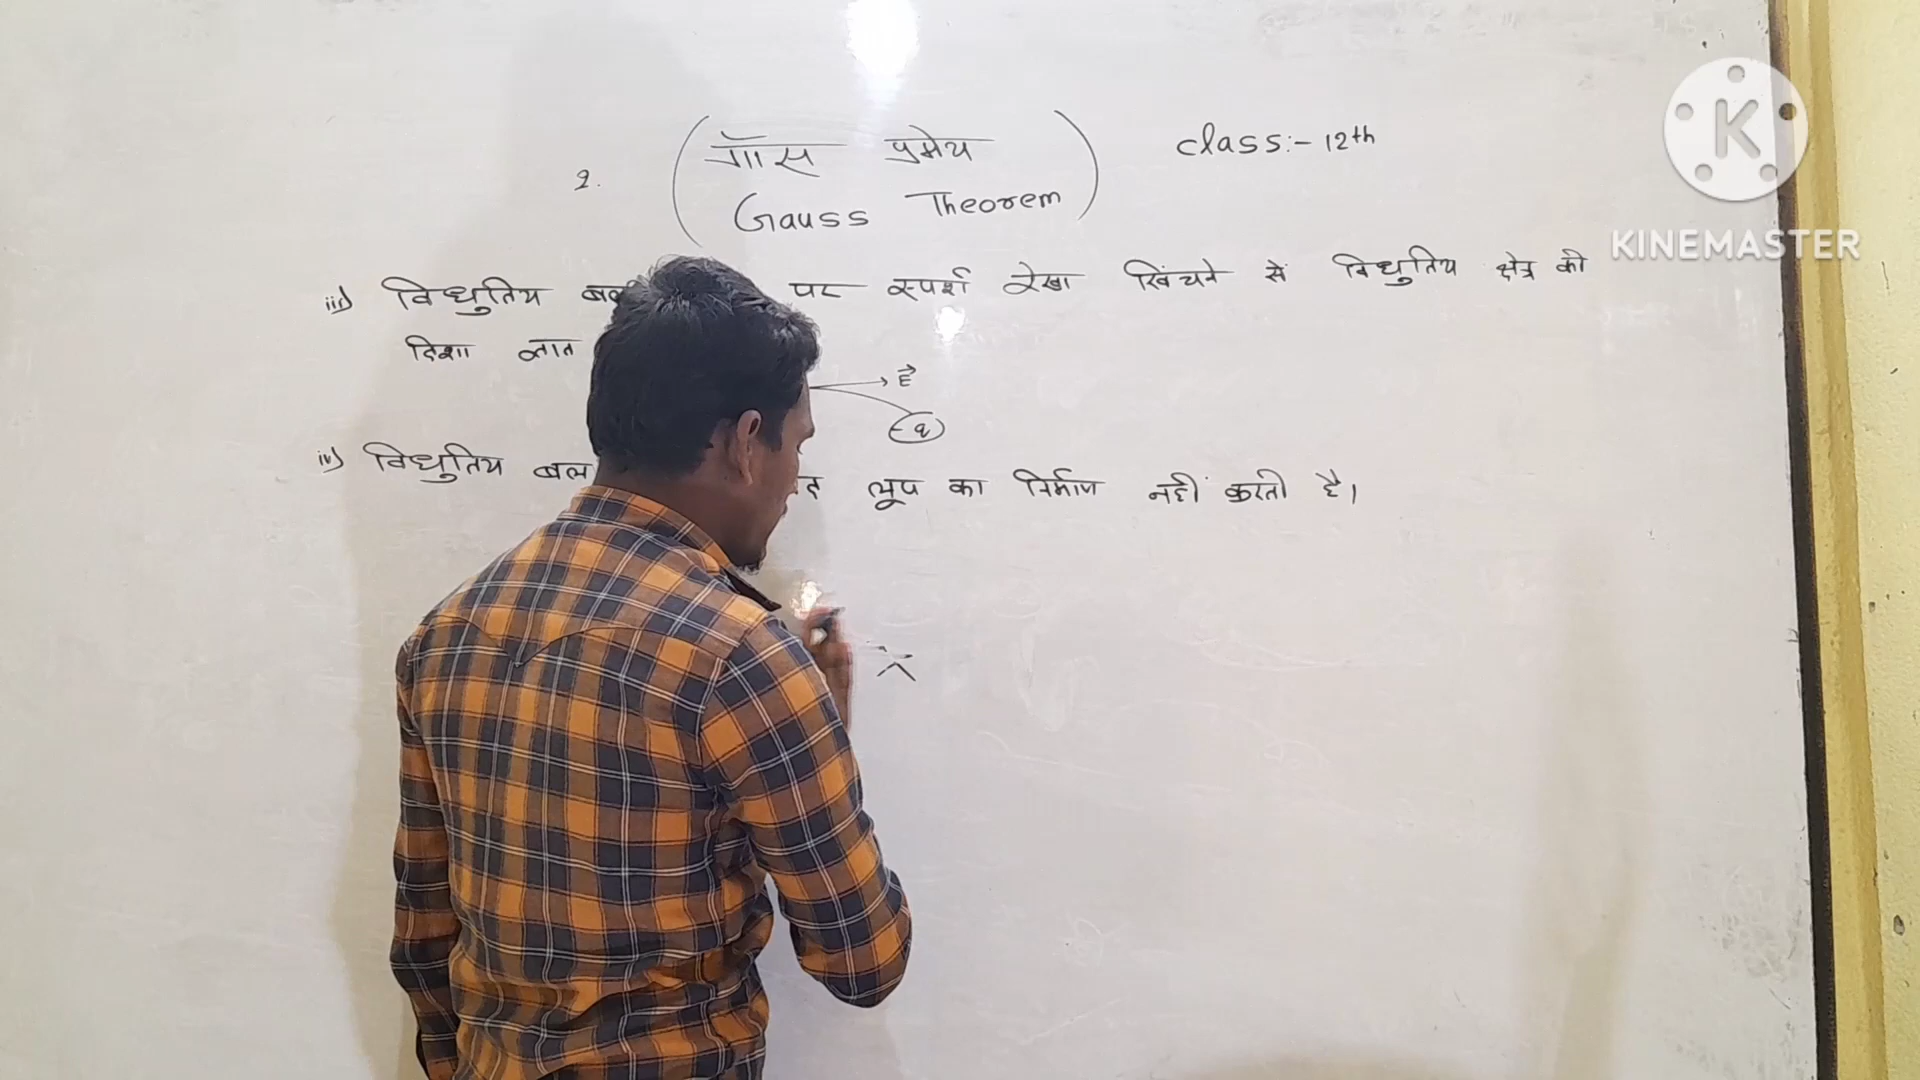 2. गॉस प्रमेय class:- 12th
Gauss Theorem
iii) विधुतिय बल पर स्पर्श रेखा खिंचने से विधुतिय क्षेत्र की
दिशा ज्ञात
E
-q
iv) विधुतिय बल लूप का निर्माण नहीं करती है।
K
KINEMASTER